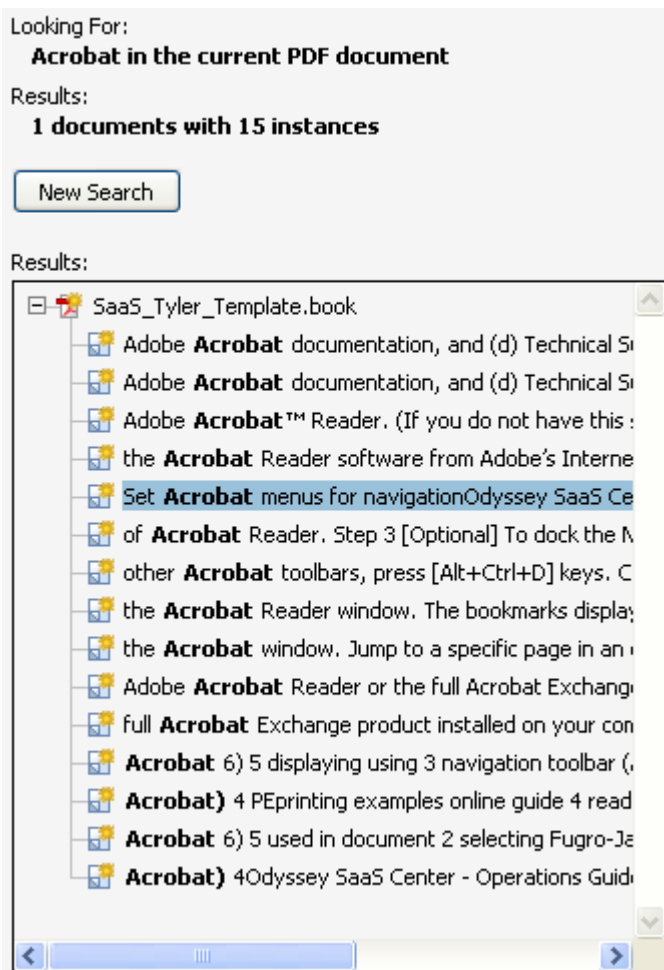 Looking For:
Acrobat in the current PDF document
Results:
1 documents with 15 instances
New Search
Results:
SaaS_Tyler_Template.book
Adobe Acrobat documentation, and (d) Technical S
Adobe Acrobat documentation, and (d) Technical S
Adobe Acrobat™ Reader. (If you do not have this
the Acrobat Reader software from Adobe's Interne
Set Acrobat menus for navigationOdyssey SaaS Ce
of Acrobat Reader. Step 3 [Optional] To dock the
other Acrobat toolbars, press [Alt+Ctrl+D] keys. C
the Acrobat Reader window. The bookmarks display
the Acrobat window. Jump to a specific page in an
Adobe Acrobat Reader or the full Acrobat Exchang
full Acrobat Exchange product installed on your com
Acrobat 6) 5 displaying using 3 navigation toolbar (
Acrobat) 4 PEprinting examples online guide 4 read
Acrobat 6) 5 used in document 2 selecting Fugro-Ja
Acrobat) 4Odyssey SaaS Center - Operations Guid